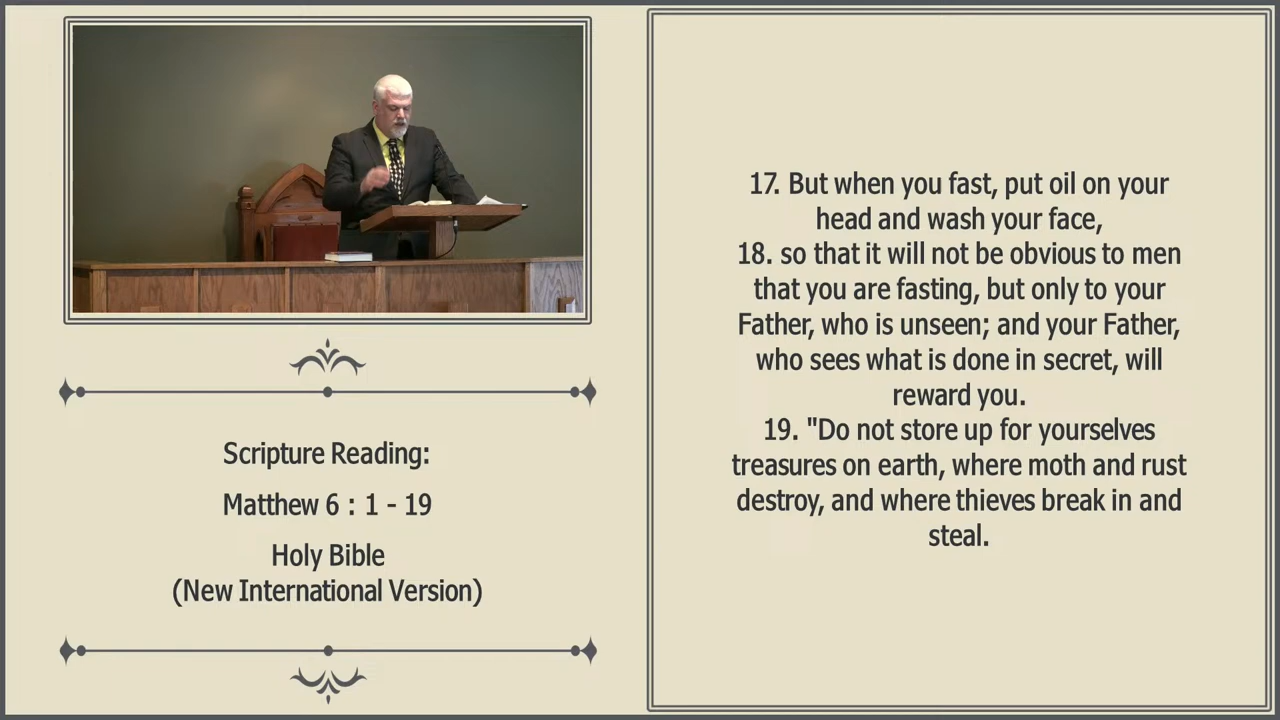 Scripture Reading:
Matthew 6 : 1 - 19
Holy Bible
(New International Version)
17. But when you fast, put oil on your
head and wash your face,
18. so that it will not be obvious to men
that you are fasting, but only to your
Father, who is unseen; and your Father,
who sees what is done in secret, will
reward you.
19. "Do not store up for yourselves
treasures on earth, where moth and rust
destroy, and where thieves break in and
steal.